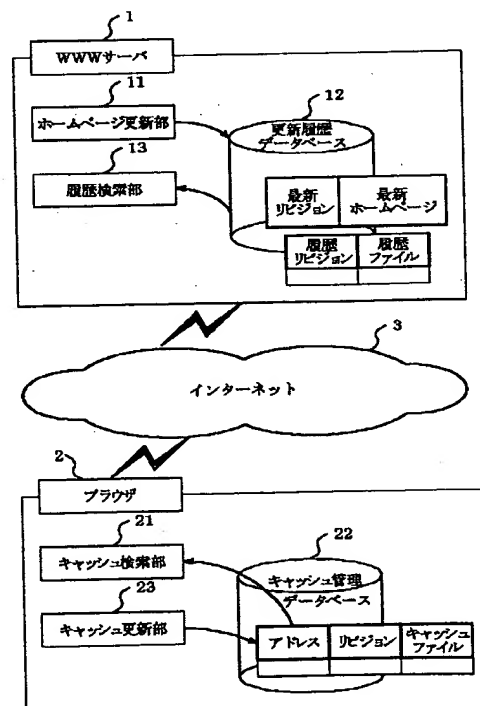 1
WWWサーバ
11
ホームページ更新部
12
更新履歴
データベース
13
履歴検索部
最新
リビジョン
最新
ホームページ
履歴
リビジョン
履歴
ファイル
3
インターネット
2
ブラウザ
21
キャッシュ検索部
22
キャッシュ管理
データベース
23
キャッシュ更新部
アドレス
リビジョン
キャッシュ
ファイル